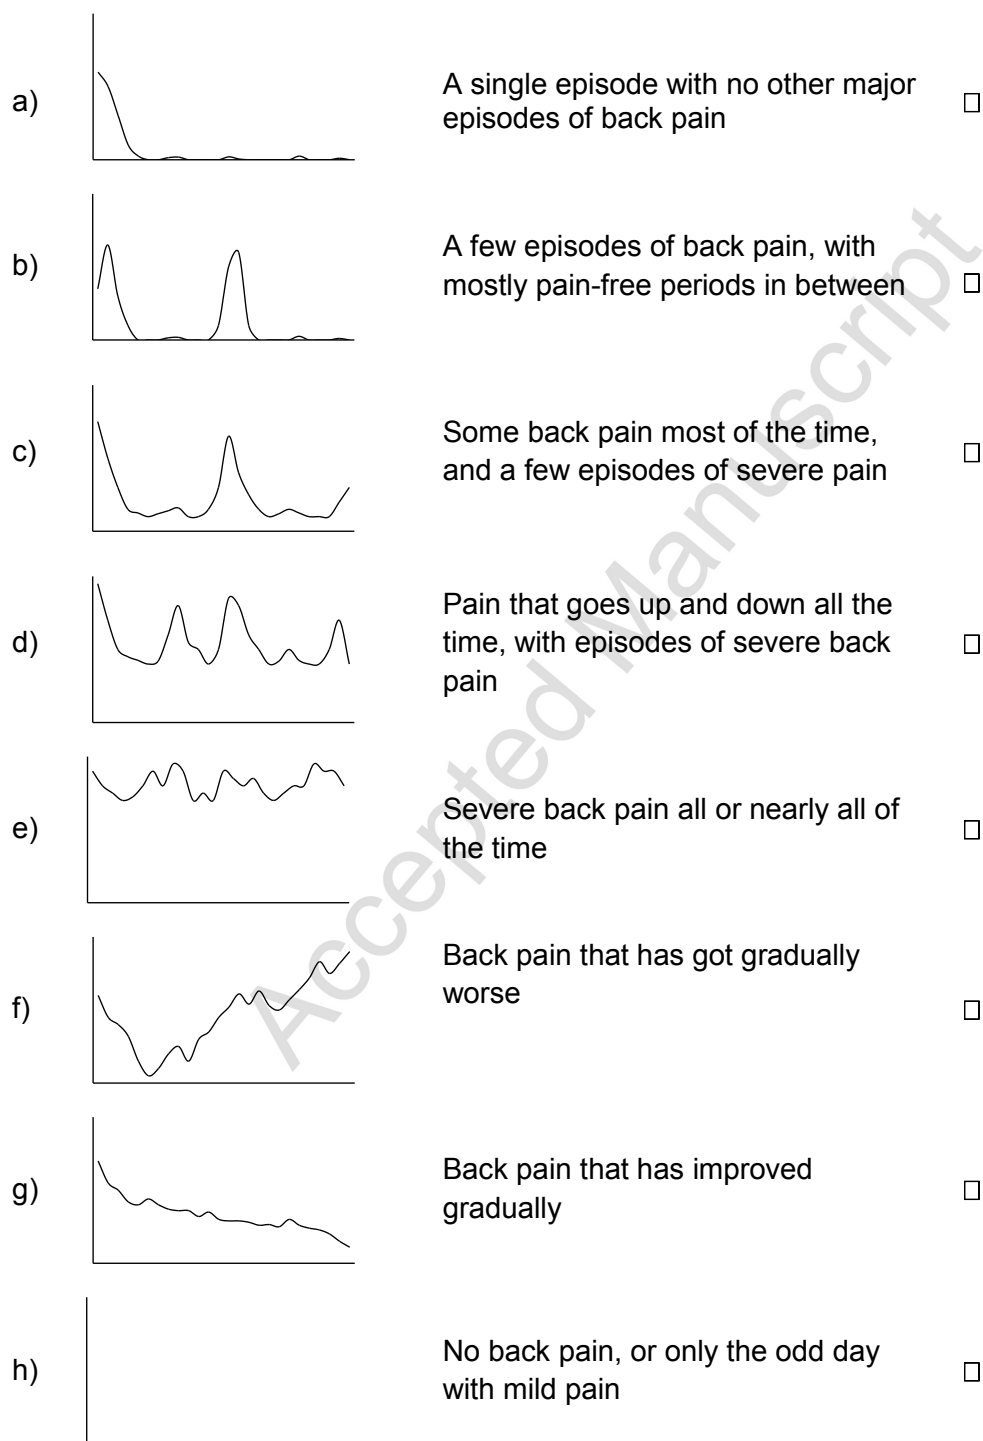 a)
A single episode with no other major
episodes of back pain
b)
A few episodes of back pain, with
mostly pain-free periods in between
c)
Some back pain most of the time,
and a few episodes of severe pain
d)
Pain that goes up and down all the
time, with episodes of severe back
pain
e)
Severe back pain all or nearly all of
the time
f)
Back pain that has got gradually
worse
g)
Back pain that has improved
gradually
h)
No back pain, or only the odd day
with mild pain
Accepted Manuscript